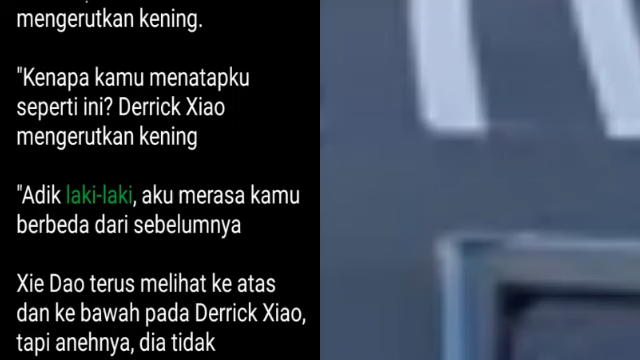 mengerutkan kening.
"Kenapa kamu menatapku
seperti ini? Derrick Xiao
mengerutkan kening
"Adik laki-laki, aku merasa kamu
berbeda dari sebelumnya
Xie Dao terus melihat ke atas
dan ke bawah pada Derrick Xiao,
tapi anehnya, dia tidak